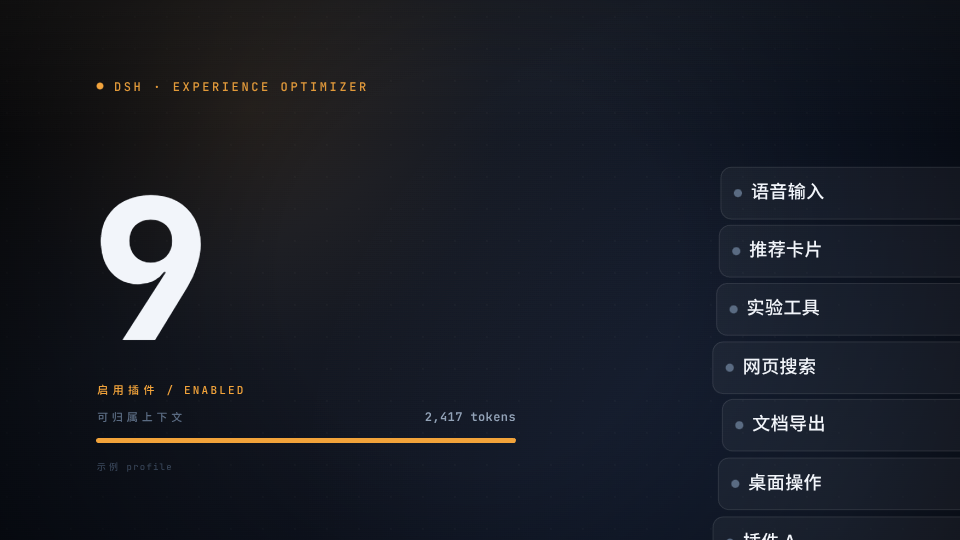 DSH · EXPERIENCE OPTIMIZER
9
启用插件 / ENABLED
可归属上下文 2,417 tokens
示例 profile
语音输入
推荐卡片
实验工具
网页搜索
文档导出
桌面操作
插件 A